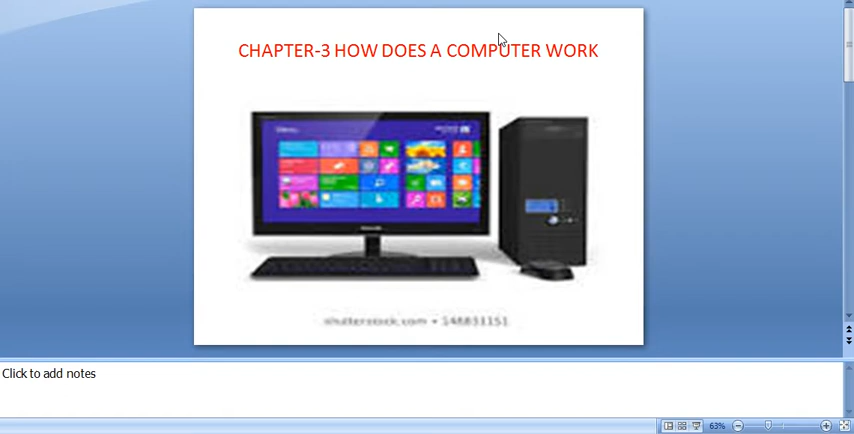 CHAPTER-3 HOW DOES A COMPUTER WORK
shutterstock.com • 148831151
Click to add notes
63%